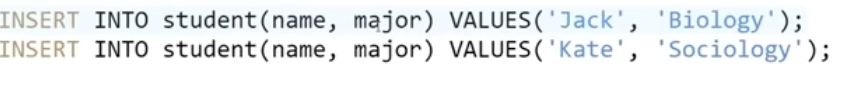 INSERT INTO student(name, major) VALUES('Jack', 'Biology');
INSERT INTO student(name, major) VALUES('Kate', 'Sociology');